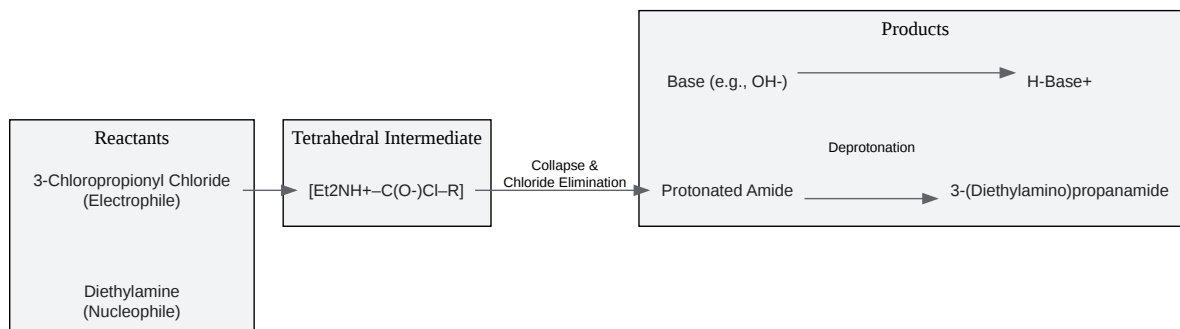 Reactants
3-Chloropropionyl Chloride
(Electrophile)
Diethylamine
(Nucleophile)
Tetrahedral Intermediate
[Et2NH+–C(O-)Cl–R]
Collapse &
Chloride Elimination
Products
Base (e.g., OH-)
H-Base+
Deprotonation
Protonated Amide
3-(Diethylamino)propanamide